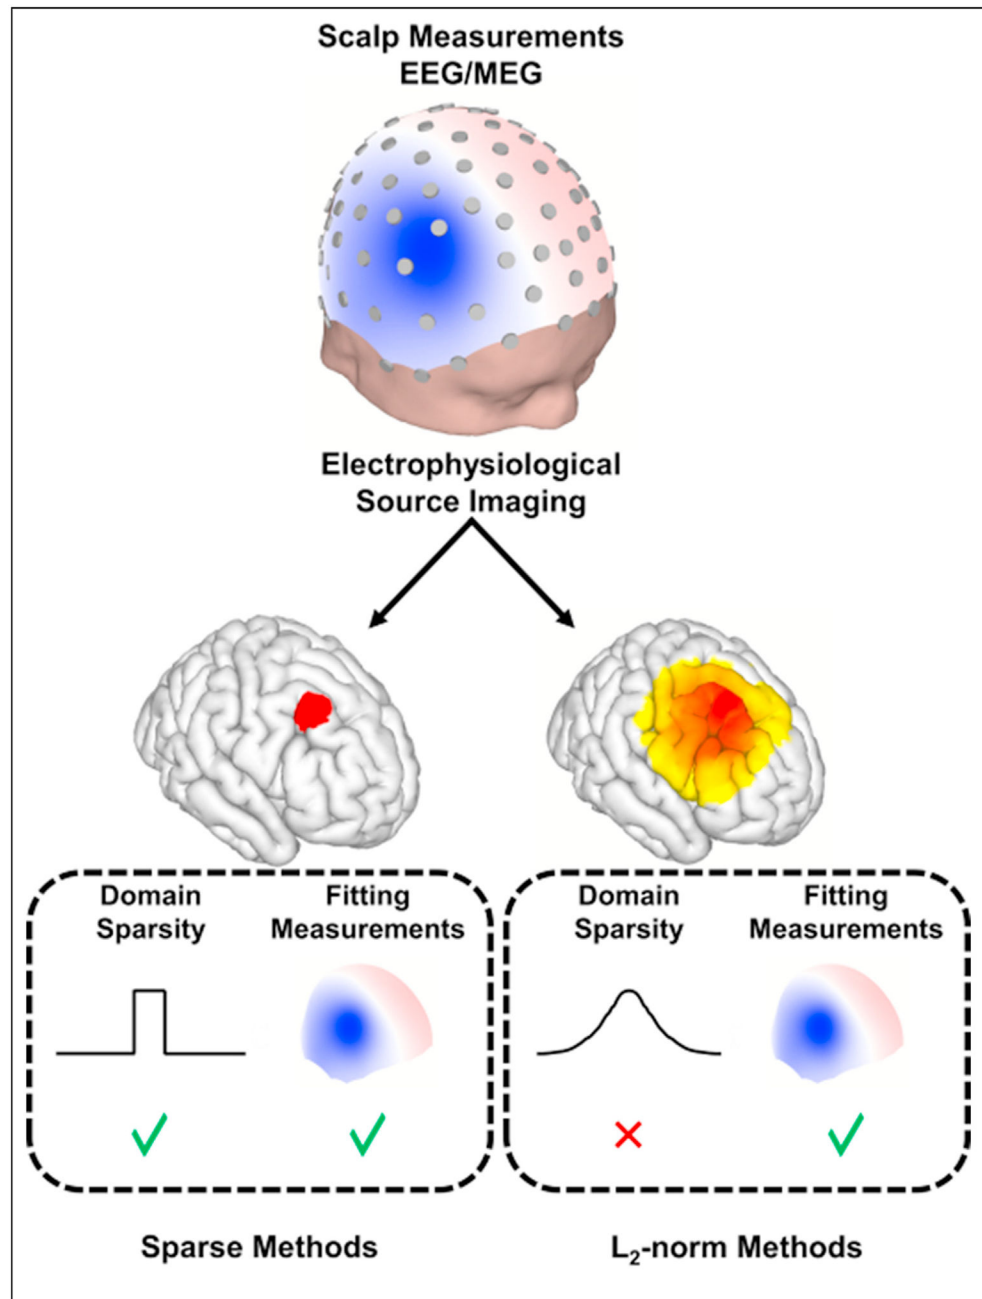 Scalp Measurements
EEG/MEG
Electrophysiological
Source Imaging
Domain
Sparsity
Fitting
Measurements
Domain
Sparsity
Fitting
Measurements
Sparse Methods
L₂-norm Methods